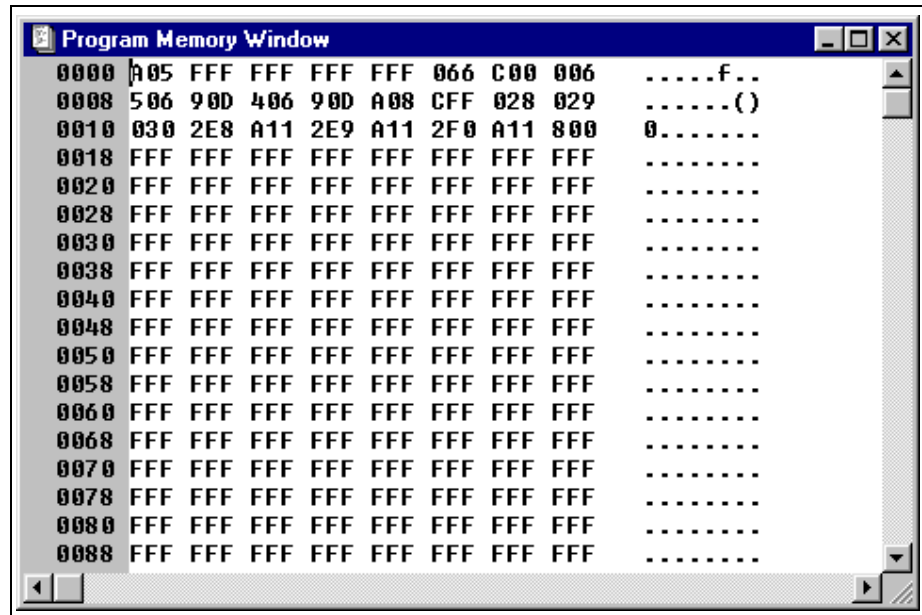 Program Memory Window
0000 A05 FFF FFF FFF FFF 066 C00 006 .....f..
0008 506 90D 406 90D A08 CFF 028 029 ......()
0010 030 2E8 A11 2E9 A11 2F0 A11 800 0.......
0018 FFF FFF FFF FFF FFF FFF FFF FFF ........
0020 FFF FFF FFF FFF FFF FFF FFF FFF ........
0028 FFF FFF FFF FFF FFF FFF FFF FFF ........
0030 FFF FFF FFF FFF FFF FFF FFF FFF ........
0038 FFF FFF FFF FFF FFF FFF FFF FFF ........
0040 FFF FFF FFF FFF FFF FFF FFF FFF ........
0048 FFF FFF FFF FFF FFF FFF FFF FFF ........
0050 FFF FFF FFF FFF FFF FFF FFF FFF ........
0058 FFF FFF FFF FFF FFF FFF FFF FFF ........
0060 FFF FFF FFF FFF FFF FFF FFF FFF ........
0068 FFF FFF FFF FFF FFF FFF FFF FFF ........
0070 FFF FFF FFF FFF FFF FFF FFF FFF ........
0078 FFF FFF FFF FFF FFF FFF FFF FFF ........
0080 FFF FFF FFF FFF FFF FFF FFF FFF ........
0088 FFF FFF FFF FFF FFF FFF FFF FFF ........